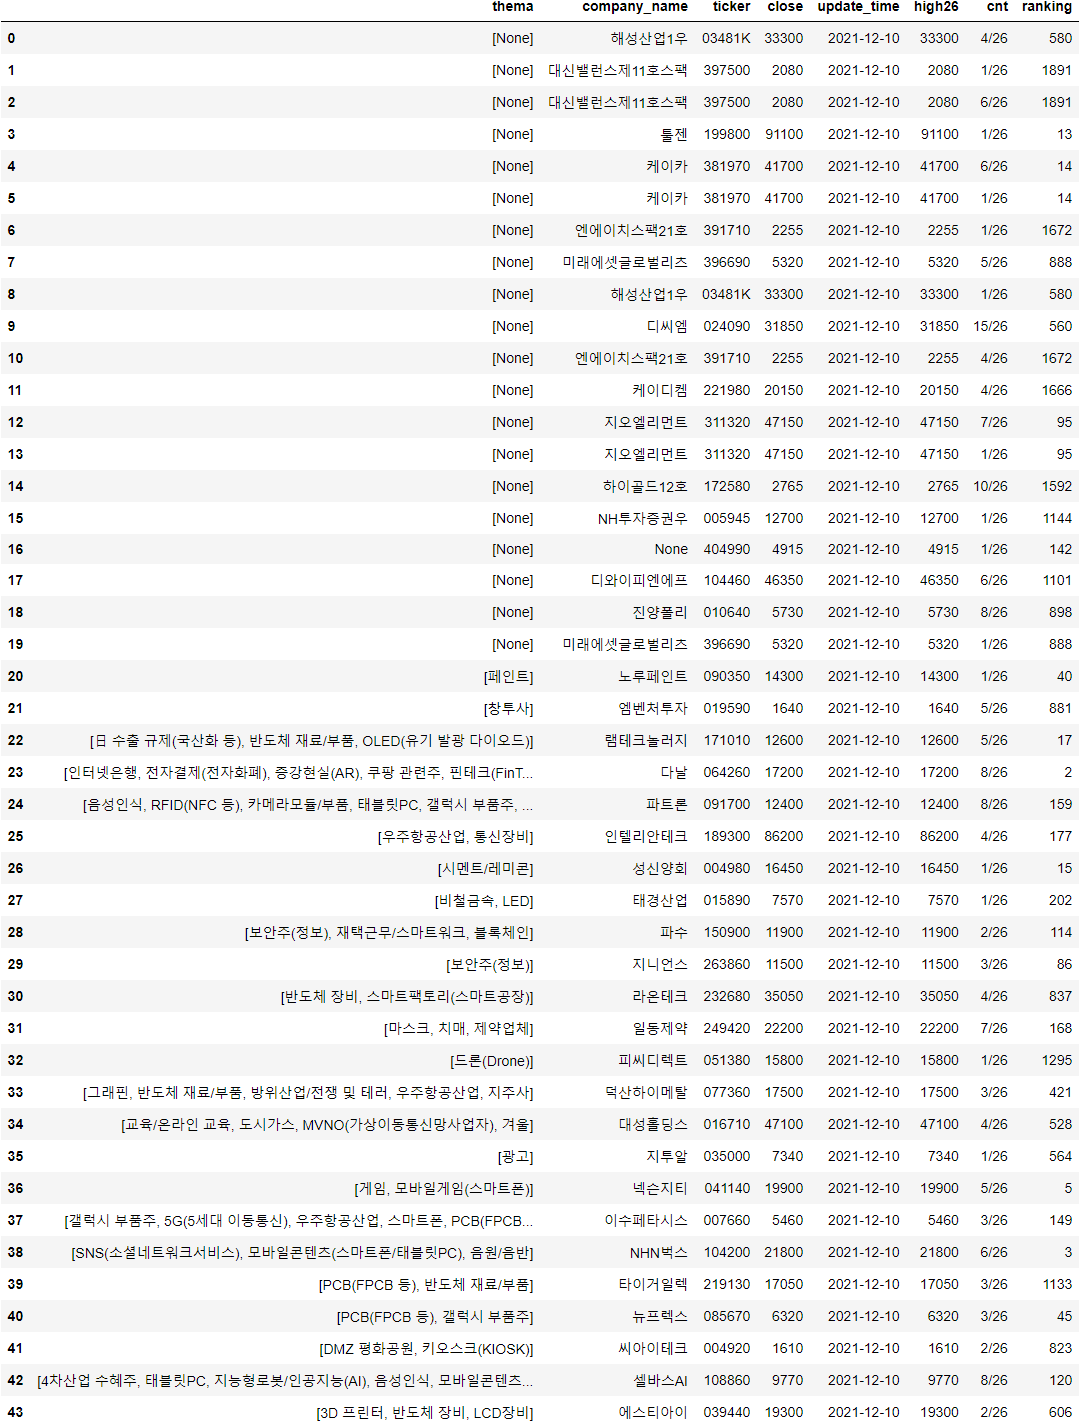 thema company_name ticker close update_time high26 cnt ranking
0 [None] 해성산업1우 03481K 33300 2021-12-10 33300 4/26 580
1 [None] 대신밸런스제11호스팩 397500 2080 2021-12-10 2080 1/26 1891
2 [None] 대신밸런스제11호스팩 397500 2080 2021-12-10 2080 6/26 1891
3 [None] 툴젠 199800 91100 2021-12-10 91100 1/26 13
4 [None] 케이카 381970 41700 2021-12-10 41700 6/26 14
5 [None] 케이카 381970 41700 2021-12-10 41700 1/26 14
6 [None] 엔에이치스팩21호 391710 2255 2021-12-10 2255 1/26 1672
7 [None] 미래에셋글로벌리츠 396690 5320 2021-12-10 5320 5/26 888
8 [None] 해성산업1우 03481K 33300 2021-12-10 33300 1/26 580
9 [None] 디씨엠 024090 31850 2021-12-10 31850 15/26 560
10 [None] 엔에이치스팩21호 391710 2255 2021-12-10 2255 4/26 1672
11 [None] 케이디켐 221980 20150 2021-12-10 20150 4/26 1666
12 [None] 지오엘리먼트 311320 47150 2021-12-10 47150 7/26 95
13 [None] 지오엘리먼트 311320 47150 2021-12-10 47150 1/26 95
14 [None] 하이골드12호 172580 2765 2021-12-10 2765 10/26 1592
15 [None] NH투자증권우 005945 12700 2021-12-10 12700 1/26 1144
16 [None] None 404990 4915 2021-12-10 4915 1/26 142
17 [None] 디와이피엔에프 104460 46350 2021-12-10 46350 6/26 1101
18 [None] 진양폴리 010640 5730 2021-12-10 5730 8/26 898
19 [None] 미래에셋글로벌리츠 396690 5320 2021-12-10 5320 1/26 888
20 [페인트] 노루페인트 090350 14300 2021-12-10 14300 1/26 40
21 [창투사] 엠벤처투자 019590 1640 2021-12-10 1640 5/26 881
22 [日 수출 규제(국산화 등), 반도체 재료/부품, OLED(유기 발광 다이오드)] 램테크놀러지 171010 12600 2021-12-10 12600 5/26 17
23 [인터넷은행, 전자결제(전자화폐), 증강현실(AR), 쿠팡 관련주, 핀테크(FinT... 다날 064260 17200 2021-12-10 17200 8/26 2
24 [음성인식, RFID(NFC 등), 카메라모듈/부품, 태블릿PC, 갤럭시 부품주, ... 파트론 091700 12400 2021-12-10 12400 8/26 159
25 [우주항공산업, 통신장비] 인텔리안테크 189300 86200 2021-12-10 86200 4/26 177
26 [시멘트/레미콘] 성신양회 004980 16450 2021-12-10 16450 1/26 15
27 [비철금속, LED] 태경산업 015890 7570 2021-12-10 7570 1/26 202
28 [보안주(정보), 재택근무/스마트워크, 블록체인] 파수 150900 11900 2021-12-10 11900 2/26 114
29 [보안주(정보)] 지니언스 263860 11500 2021-12-10 11500 3/26 86
30 [반도체 장비, 스마트팩토리(스마트공장)] 라온테크 232680 35050 2021-12-10 35050 4/26 837
31 [마스크, 치매, 제약업체] 일동제약 249420 22200 2021-12-10 22200 7/26 168
32 [드론(Drone)] 피씨디렉트 051380 15800 2021-12-10 15800 1/26 1295
33 [그래핀, 반도체 재료/부품, 방위산업/전쟁 및 테러, 우주항공산업, 지주사] 덕산하이메탈 077360 17500 2021-12-10 17500 3/26 421
34 [교육/온라인 교육, 도시가스, MVNO(가상이동통신망사업자), 겨울] 대성홀딩스 016710 47100 2021-12-10 47100 4/26 528
35 [광고] 지투알 035000 7340 2021-12-10 7340 1/26 564
36 [게임, 모바일게임(스마트폰)] 넥슨지티 041140 19900 2021-12-10 19900 5/26 5
37 [갤럭시 부품주, 5G(5세대 이동통신), 우주항공산업, 스마트폰, PCB(FPCB... 이수페타시스 007660 5460 2021-12-10 5460 3/26 149
38 [SNS(소셜네트워크서비스), 모바일콘텐츠(스마트폰/태블릿PC), 음원/음반] NHN벅스 104200 21800 2021-12-10 21800 6/26 3
39 [PCB(FPCB 등), 반도체 재료/부품] 타이거일렉 219130 17050 2021-12-10 17050 3/26 1133
40 [PCB(FPCB 등), 갤럭시 부품주] 뉴프렉스 085670 6320 2021-12-10 6320 3/26 45
41 [DMZ 평화공원, 키오스크(KIOSK)] 씨아이테크 004920 1610 2021-12-10 1610 2/26 823
42 [4차산업 수혜주, 태블릿PC, 지능형로봇/인공지능(AI), 음성인식, 모바일콘텐츠... 셀바스AI 108860 9770 2021-12-10 9770 8/26 120
43 [3D 프린터, 반도체 장비, LCD장비] 에스티아이 039440 19300 2021-12-10 19300 2/26 606